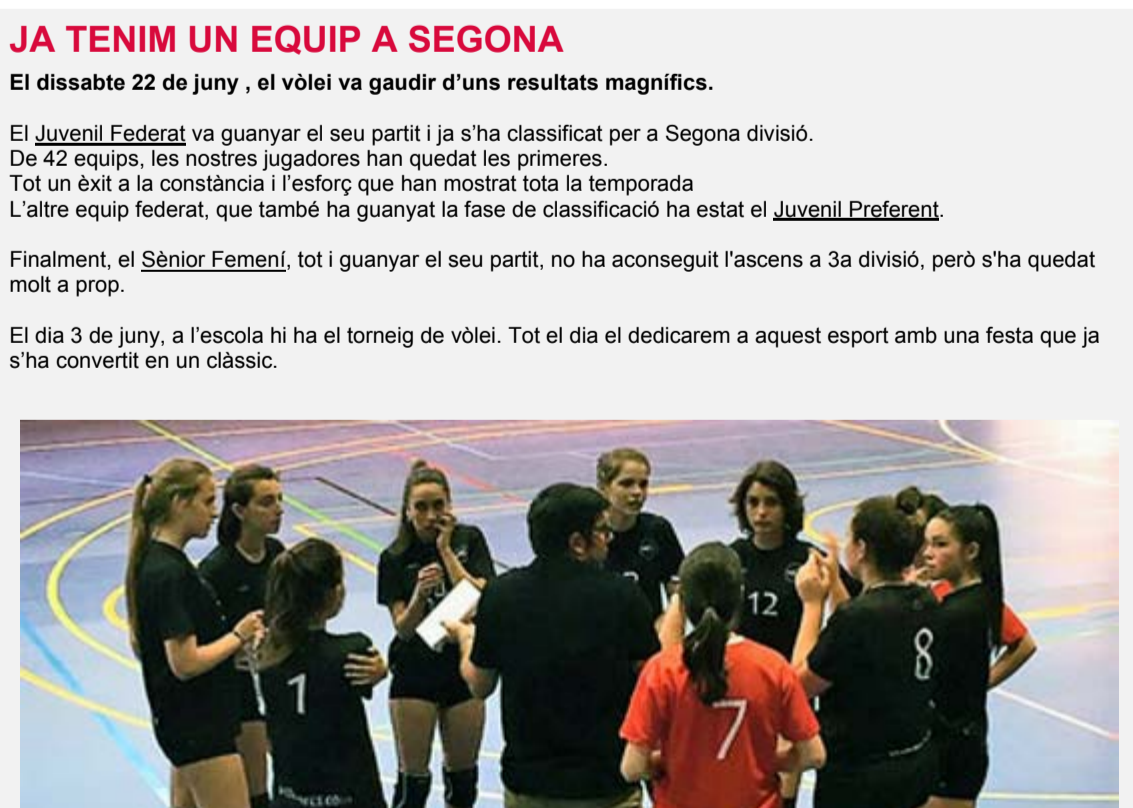 JA TENIM UN EQUIP A SEGONA
El dissabte 22 de juny , el vòlei va gaudir d’uns resultats magnífics.
El Juvenil Federat va guanyar el seu partit i ja s’ha classificat per a Segona divisió.
De 42 equips, les nostres jugadores han quedat les primeres.
Tot un èxit a la constància i l’esforç que han mostrat tota la temporada
L’altre equip federat, que també ha guanyat la fase de classificació ha estat el Juvenil Preferent.
Finalment, el Sènior Femení, tot i guanyar el seu partit, no ha aconseguit l'ascens a 3a divisió, però s'ha quedat
molt a prop.
El dia 3 de juny, a l’escola hi ha el torneig de vòlei. Tot el dia el dedicarem a aquest esport amb una festa que ja
s’ha convertit en un clàssic.
12
8
1
7